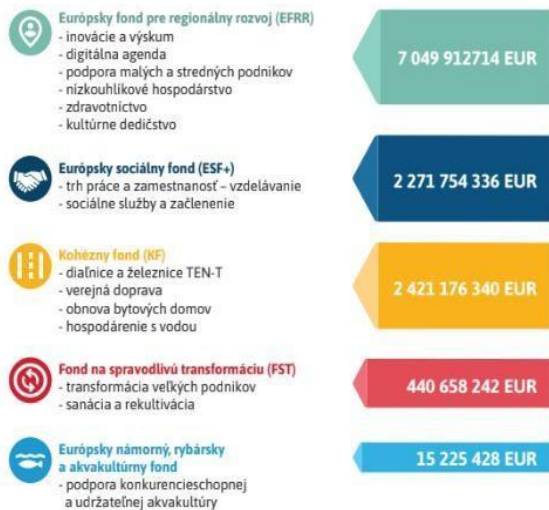 Európsky fond pre regionálny rozvoj (EFRR)
- inovácie a výskum
- digitálna agenda
- podpora malých a stredných podnikov
- nízkouhlíkové hospodárstvo
- zdravotníctvo
- kultúrne dedičstvo
7 049 912714 EUR
Európsky sociálny fond (ESF+)
- trh práce a zamestnanosť – vzdelávanie
- sociálne služby a začlenenie
2 271 754 336 EUR
Kohézny fond (KF)
- diaľnice a železnice TEN-T
- verejná doprava
- obnova bytových domov
- hospodárenie s vodou
2 421 176 340 EUR
Fond na spravodlivú transformáciu (FST)
- transformácia veľkých podnikov
- sanácia a rekultivácia
440 658 242 EUR
Európsky námorný, rybársky
a akvakultúrny fond
- podpora konkurencieschopnej
a udržateľnej akvakultúry
15 225 428 EUR